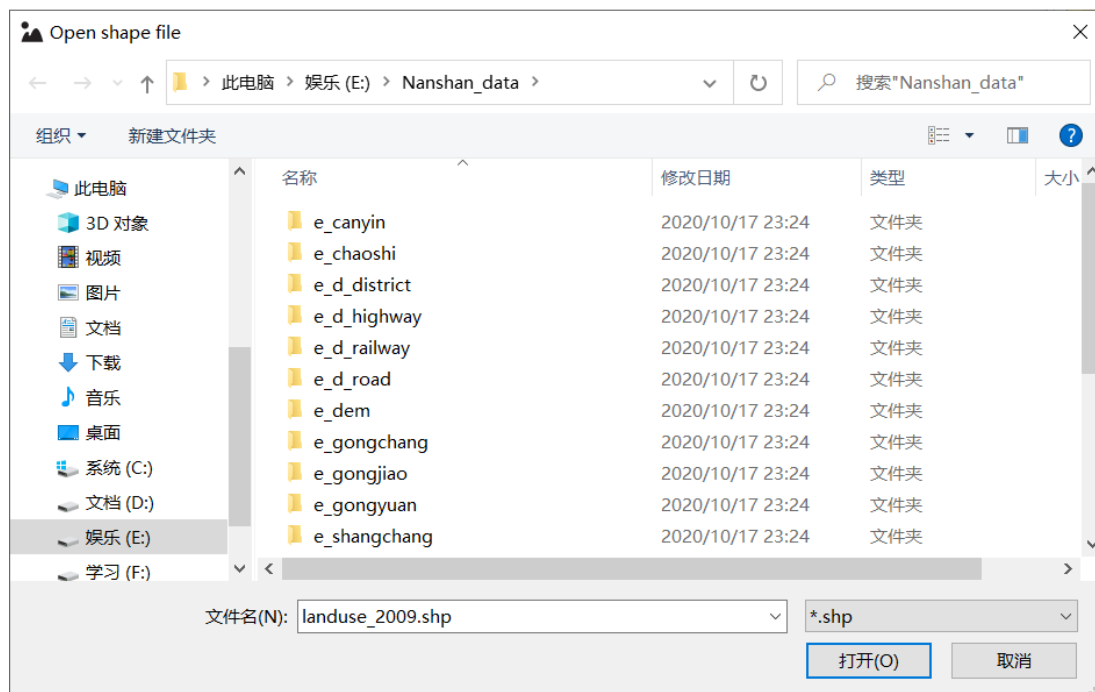 Open shape file
此电脑 > 娱乐 (E:) > Nanshan_data >
搜索"Nanshan_data"
组织
新建文件夹
?
此电脑
3D 对象
视频
图片
文档
下载
音乐
桌面
系统 (C:)
文档 (D:)
娱乐 (E:)
学习 (F:)
名称 修改日期 类型 大小
e_canyin 2020/10/17 23:24 文件夹
e_chaoshi 2020/10/17 23:24 文件夹
e_d_district 2020/10/17 23:24 文件夹
e_d_highway 2020/10/17 23:24 文件夹
e_d_railway 2020/10/17 23:24 文件夹
e_d_road 2020/10/17 23:24 文件夹
e_dem 2020/10/17 23:24 文件夹
e_gongchang 2020/10/17 23:24 文件夹
e_gongjiao 2020/10/17 23:24 文件夹
e_gongyuan 2020/10/17 23:24 文件夹
e_shangchang 2020/10/17 23:24 文件夹
文件名(N): landuse_2009.shp *.shp
打开(O) 取消